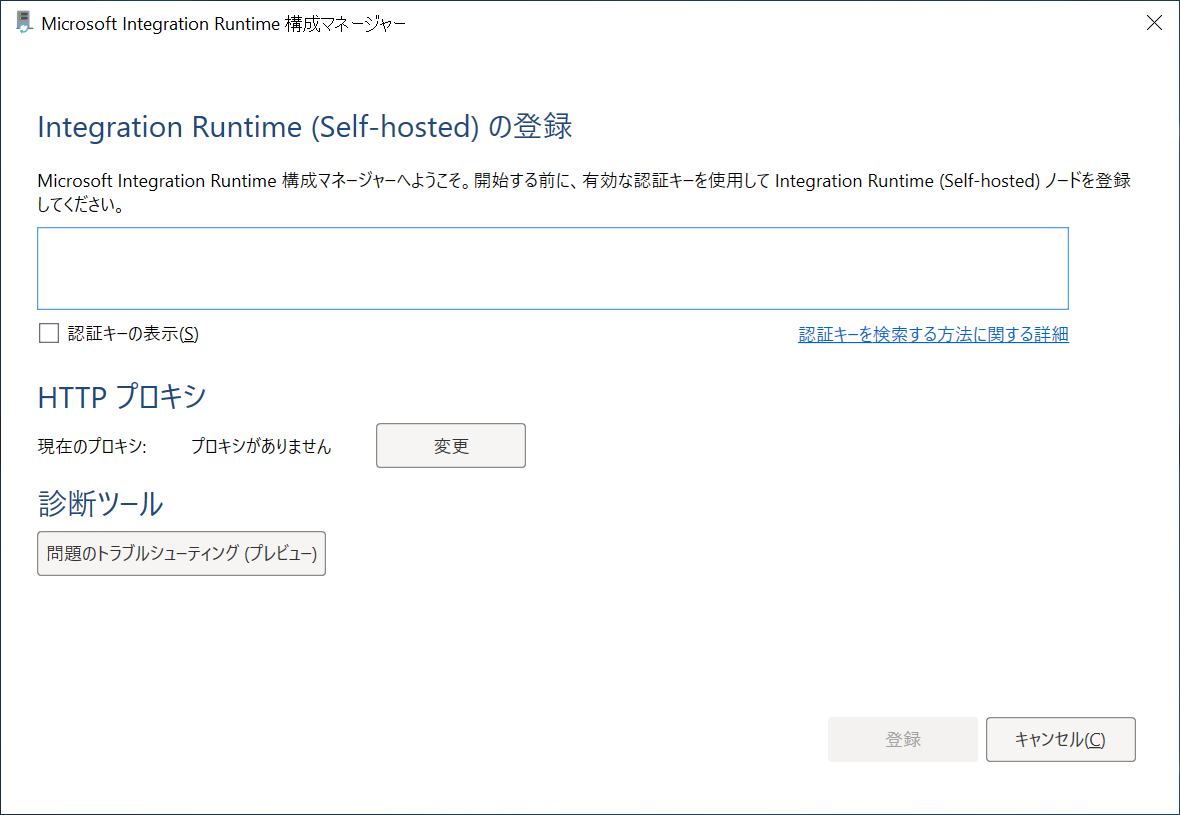 Microsoft Integration Runtime 構成マネージャー
Integration Runtime (Self-hosted) の登録
Microsoft Integration Runtime 構成マネージャーへようこそ。開始する前に、有効な認証キーを使用して Integration Runtime (Self-hosted) ノードを登録
してください。
認証キーの表示(S)
認証キーを検索する方法に関する詳細
HTTP プロキシ
現在のプロキシ: プロキシがありません 変更
診断ツール
問題のトラブルシューティング (プレビュー)
登録 キャンセル(C)